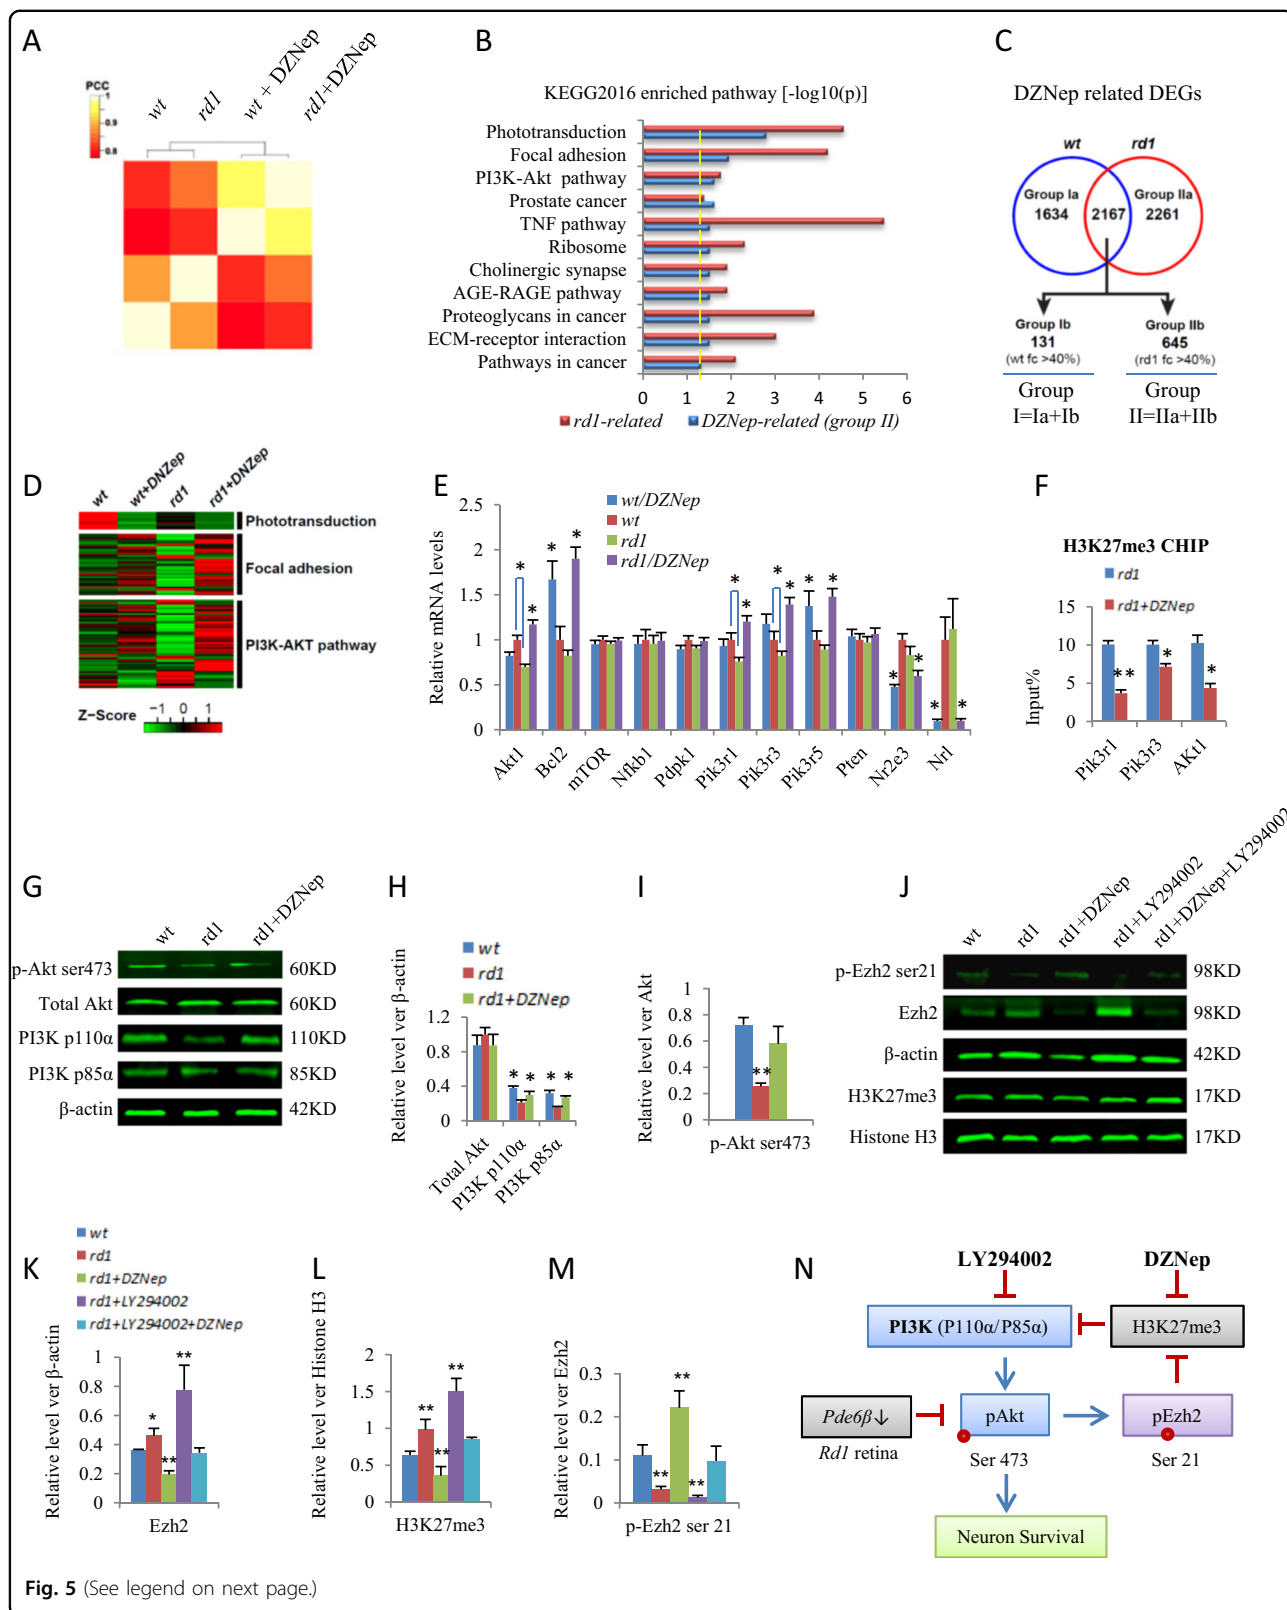 A
PCC
1
0.9
0.8
wt
rd1
wt + DZNep
rd1+DZNep
B
KEGG2016 enriched pathway [-log10(p)]
Phototransduction
Focal adhesion
PI3K-Akt pathway
Prostate cancer
TNF pathway
Ribosome
Cholinergic synapse
AGE-RAGE pathway
Proteoglycans in cancer
ECM-receptor interaction
Pathways in cancer
0 1 2 3 4 5 6
rd1-related
DZNep-related (group II)
C
DZNep related DEGs
wt
rd1
Group Ia
1634
2167
Group IIa
2261
Group Ib
131
(wt fc >40%)
Group IIb
645
(rd1 fc >40%)
Group
I=Ia+Ib
Group
II=IIa+IIb
D
wt
wt+DNZep
rd1
rd1+DNZep
Phototransduction
Focal adhesion
PI3K-AKT pathway
Z-Score
-1 0 1
E
wt/DZNep
wt
rd1
rd1/DZNep
Relative mRNA levels
2.5
2
1.5
1
0.5
0
* * * * * * * * * * * * * *
Akt1
Bcl2
mTOR
Nfkb1
Pdpk1
Pik3r1
Pik3r3
Pik3r5
Pten
Nr2e3
Nrl
F
H3K27me3 CHIP
rd1
rd1+DZNep
Input%
15
10
5
0
** * *
Pik3r1
Pik3r3
AKt1
G
wt
rd1
rd1+DZNep
p-Akt ser473 60KD
Total Akt 60KD
PI3K p110α 110KD
PI3K p85α 85KD
β-actin 42KD
H
wt
rd1
rd1+DZNep
Relative level ver β-actin
1.2
0.8
0.4
0
* * * *
Total Akt
PI3K p110α
PI3K p85α
I
Relative level ver Akt
1
0.8
0.6
0.4
0.2
0
**
p-Akt ser473
J
wt
rd1
rd1+DZNep
rd1+LY294002
rd1+DZNep+LY294002
p-Ezh2 ser21 98KD
Ezh2 98KD
β-actin 42KD
H3K27me3 17KD
Histone H3 17KD
K
wt
rd1
rd1+DZNep
rd1+LY294002
rd1+LY294002+DZNep
Relative level ver β-actin
1
0.8
0.6
0.4
0.2
0
* ** **
Ezh2
L
Relative level ver Histone H3
2
1.5
1
0.5
0
** ** **
H3K27me3
M
Relative level ver Ezh2
0.3
0.2
0.1
0
** ** **
p-Ezh2 ser 21
N
LY294002
DZNep
PI3K (P110α/P85α)
H3K27me3
Pde6β↓
Rd1 retina
pAkt
Ser 473
pEzh2
Ser 21
Neuron Survival
Fig. 5 (See legend on next page.)